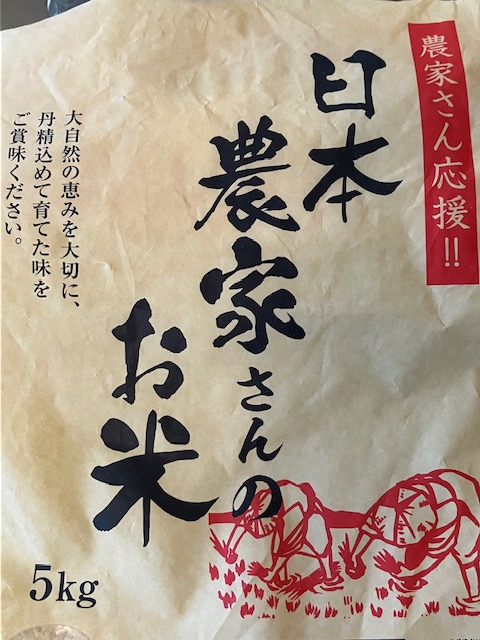 農家さん応援!!
日本
農家さんの
お米
大自然の恵みを大切に、
丹精込めて育てた味を
ご賞味ください。
5kg